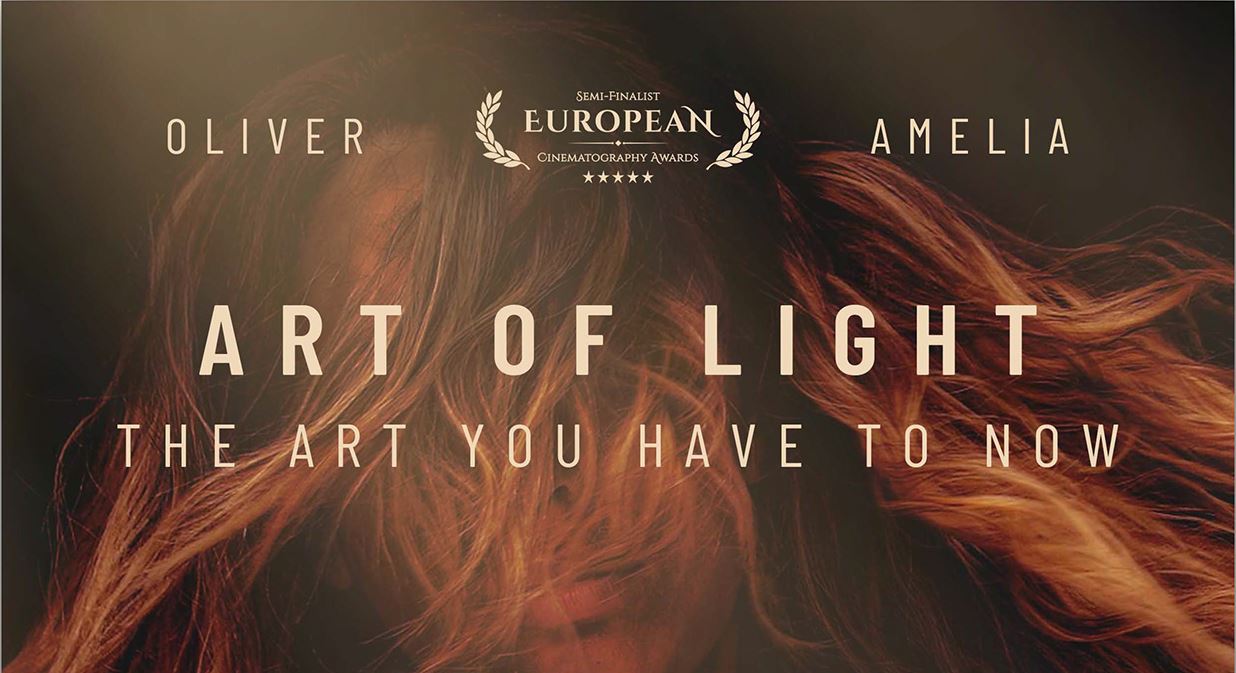 OLIVER
SEMI-FINALIST
EUROPEAN
CINEMATOGRAPHY AWARDS
AMELIA
ART OF LIGHT
THE ART YOU HAVE TO NOW